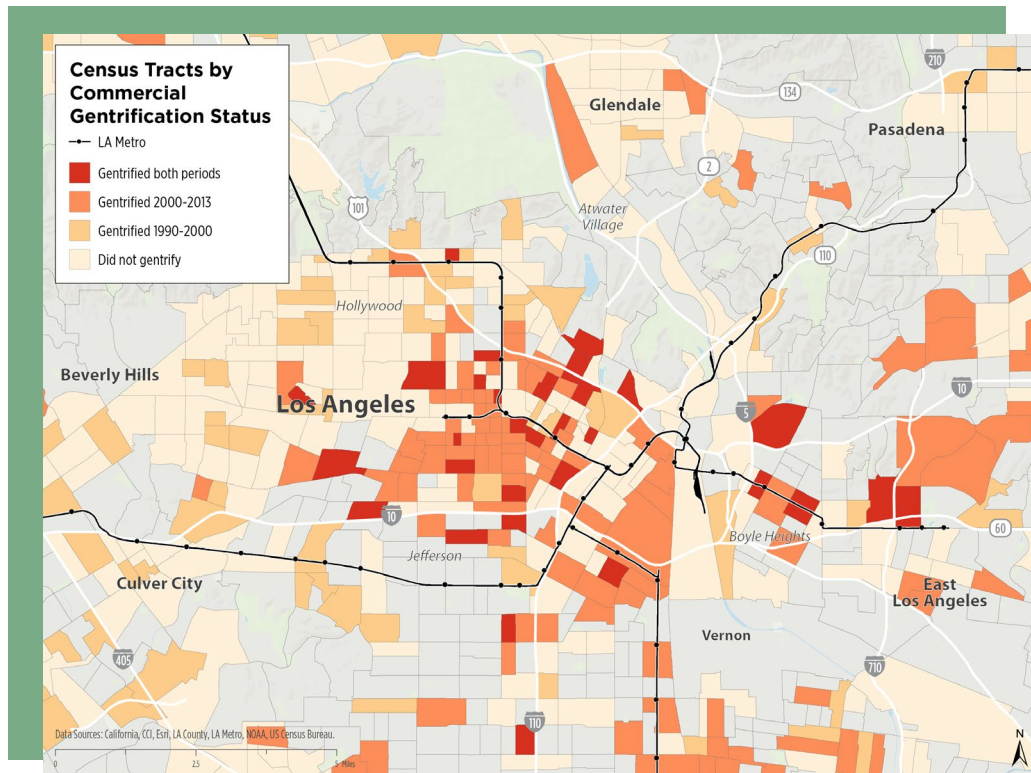 Census Tracts by
Commercial
Gentrification Status
LA Metro
Gentrified both periods
Gentrified 2000-2013
Gentrified 1990-2000
Did not gentrify
210
134
Glendale
Pasadena
2
101
Atwater
Village
110
Hollywood
Beverly Hills
10
Los Angeles
5
10
60
Boyle Heights
Jefferson
Culver City
East
Los Angeles
Vernon
405
710
110
Data Sources: California, CCI, Esri, LA County, LA Metro, NOAA, US Census Bureau.
0 2.5 5 Miles
N